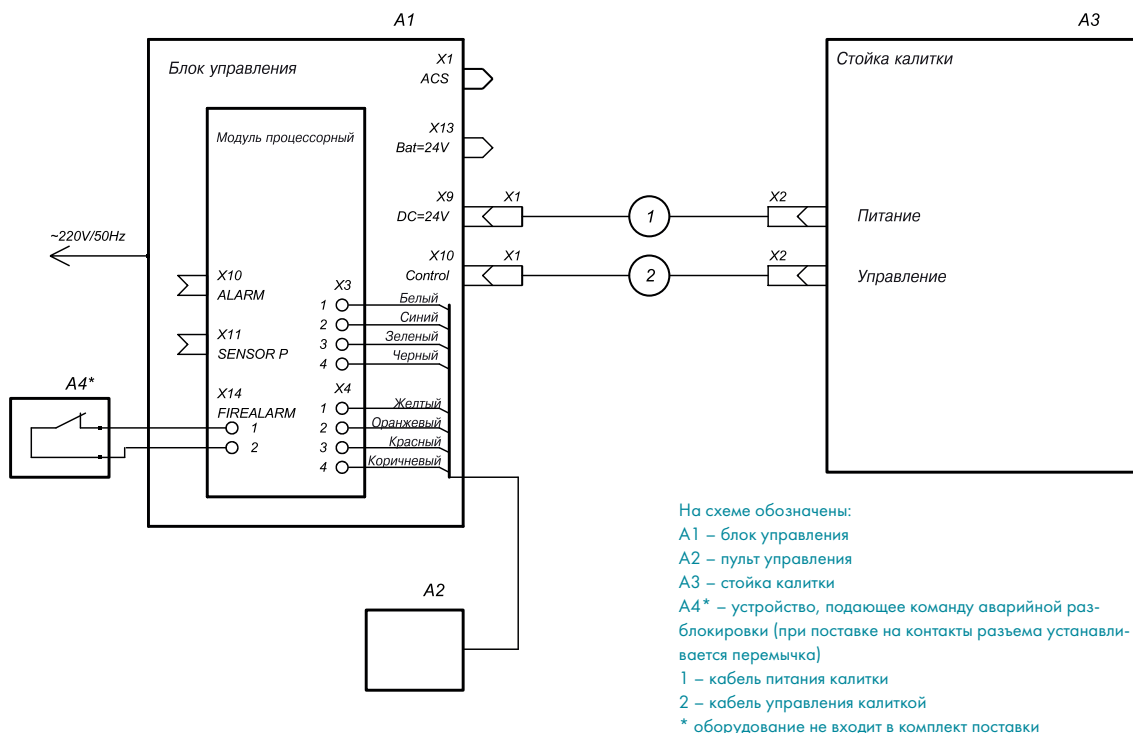 A1
A3
Блок управления
X1
ACS
Стойка калитки
Модуль процессорный
X13
Bat=24V
X9
DC=24V
X1
1
X2
Питание
~220V/50Hz
X10
Control
X1
2
X2
Управление
X10
ALARM
X3
1
Белый
2
Синий
X11
SENSOR P
3
Зеленый
4
Черный
A4*
X14
FIREALARM
X4
1
Желтый
1
2
Оранжевый
2
3
Красный
4
Коричневый
A2
На схеме обозначены:
А1 – блок управления
А2 – пульт управления
А3 – стойка калитки
А4* – устройство, подающее команду аварийной раз-
блокировки (при поставке на контакты разъема устанавли-
вается перемычка)
1 – кабель питания калитки
2 – кабель управления калиткой
* оборудование не входит в комплект поставки